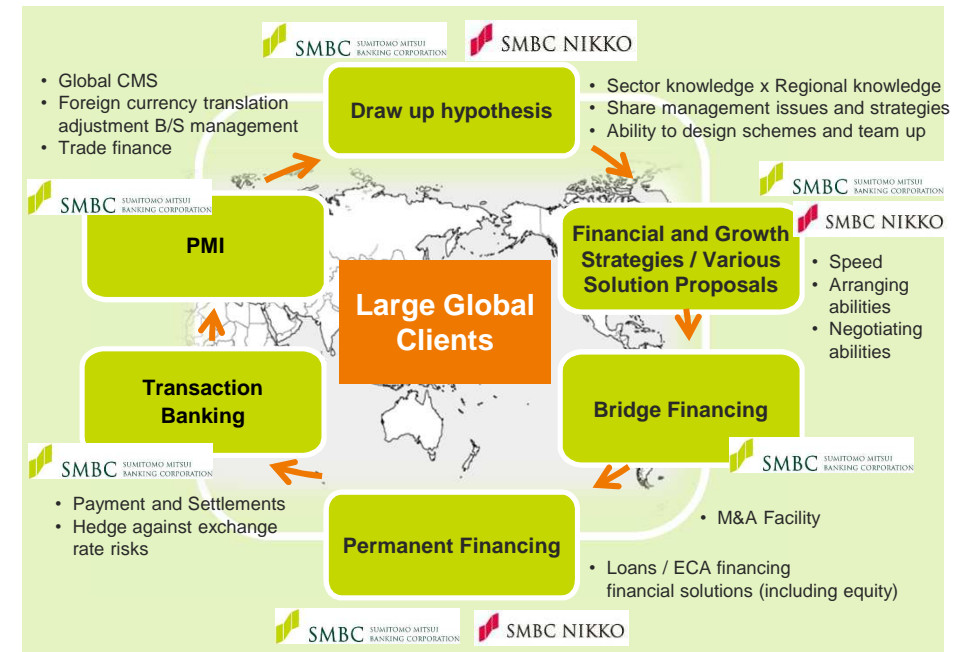 SMBC SUMITOMO MITSUI
BANKING CORPORATION
SMBC NIKKO
• Global CMS
• Foreign currency translation
adjustment B/S management
• Trade finance
Draw up hypothesis
• Sector knowledge x Regional knowledge
• Share management issues and strategies
• Ability to design schemes and team up
SMBC SUMITOMO MITSUI
BANKING CORPORATION
PMI
SMBC SUMITOMO MITSUI
BANKING CORPORATION
SMBC NIKKO
Financial and Growth
Strategies / Various
Solution Proposals
• Speed
• Arranging
abilities
• Negotiating
abilities
Large Global
Clients
Transaction
Banking
SMBC SUMITOMO MITSUI
BANKING CORPORATION
• Payment and Settlements
• Hedge against exchange
rate risks
Bridge Financing
SMBC SUMITOMO MITSUI
BANKING CORPORATION
• M&A Facility
Permanent Financing
• Loans / ECA financing
financial solutions (including equity)
SMBC SUMITOMO MITSUI
BANKING CORPORATION
SMBC NIKKO